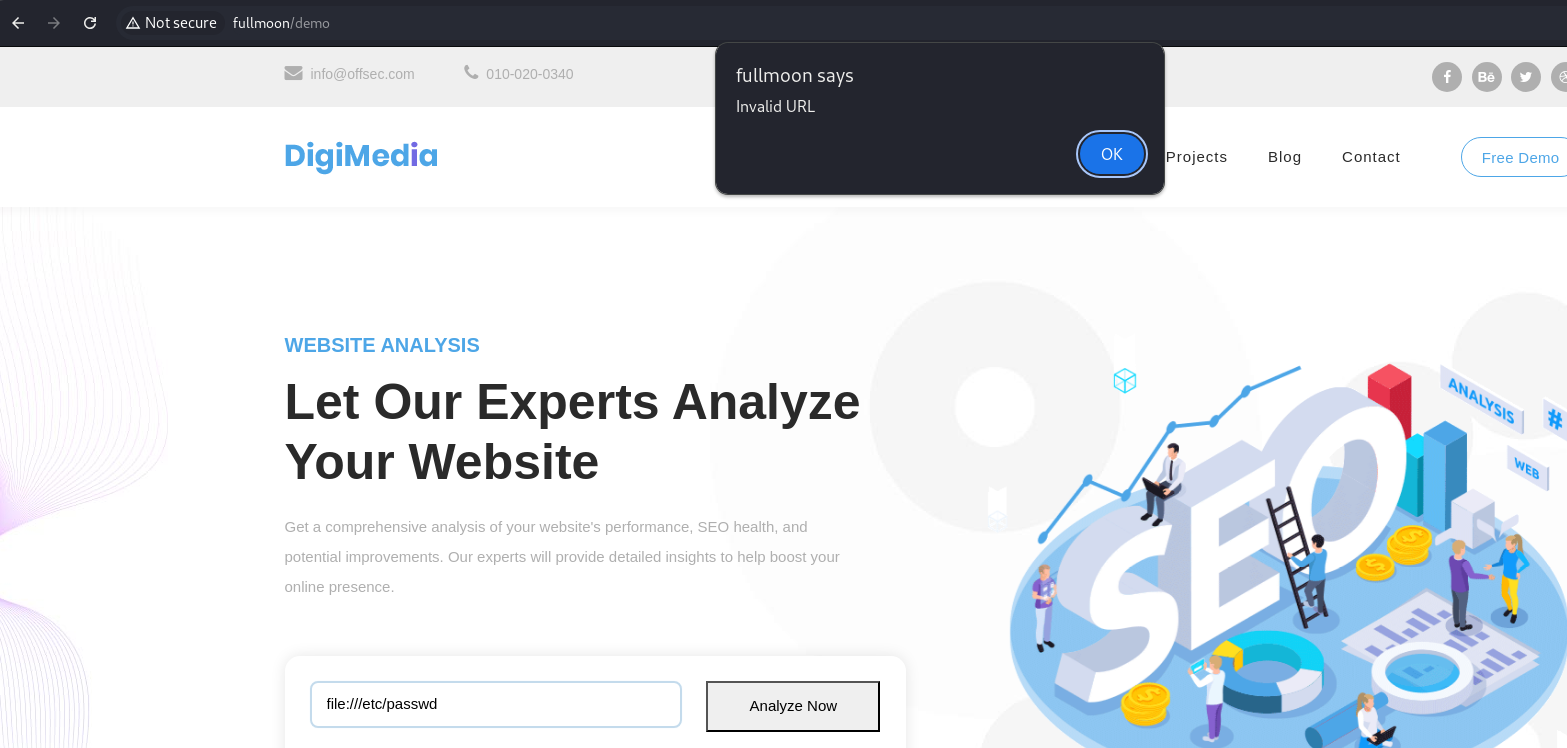 Not secure fullmoon/demo
fullmoon says
Invalid URL
OK
info@offsec.com 010-020-0340
DigiMedia
Projects Blog Contact Free Demo
WEBSITE ANALYSIS
Let Our Experts Analyze
Your Website
Get a comprehensive analysis of your website's performance, SEO health, and
potential improvements. Our experts will provide detailed insights to help boost your
online presence.
file:///etc/passwd
Analyze Now
ANALYSIS
#
WEB
SEO